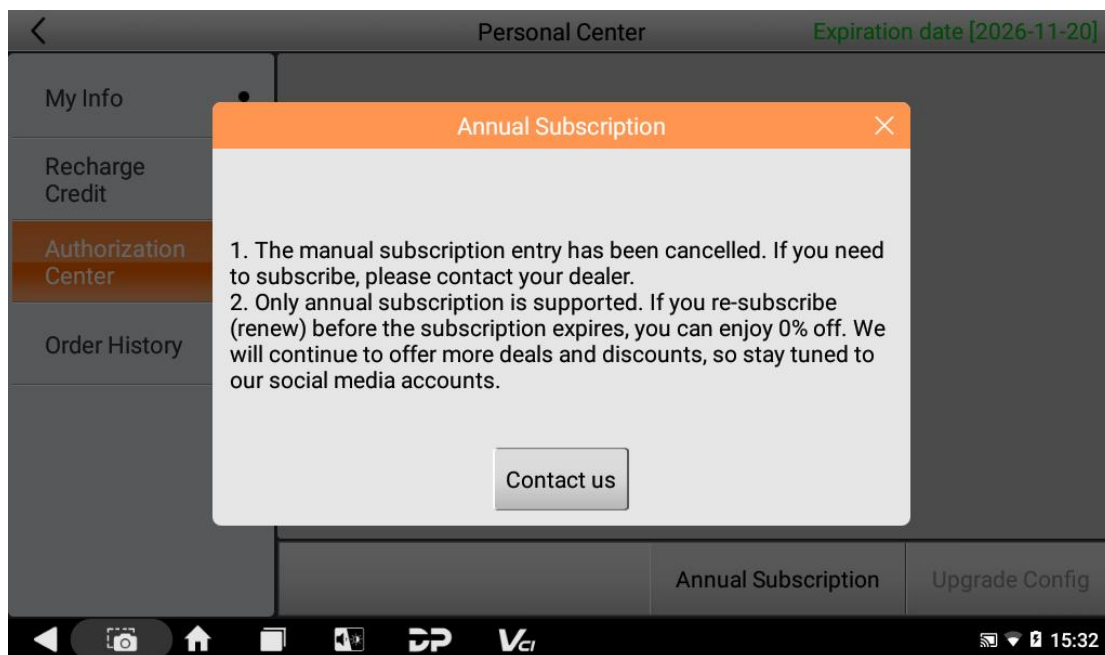 Personal Center
Expiration date [2026-11-20]
My Info
Annual Subscription
Recharge
Credit
Authorization
Center
Order History
1. The manual subscription entry has been cancelled. If you need
to subscribe, please contact your dealer.
2. Only annual subscription is supported. If you re-subscribe
(renew) before the subscription expires, you can enjoy 0% off. We
will continue to offer more deals and discounts, so stay tuned to
our social media accounts.
Contact us
Annual Subscription
Upgrade Config
DP
VCI
15:32